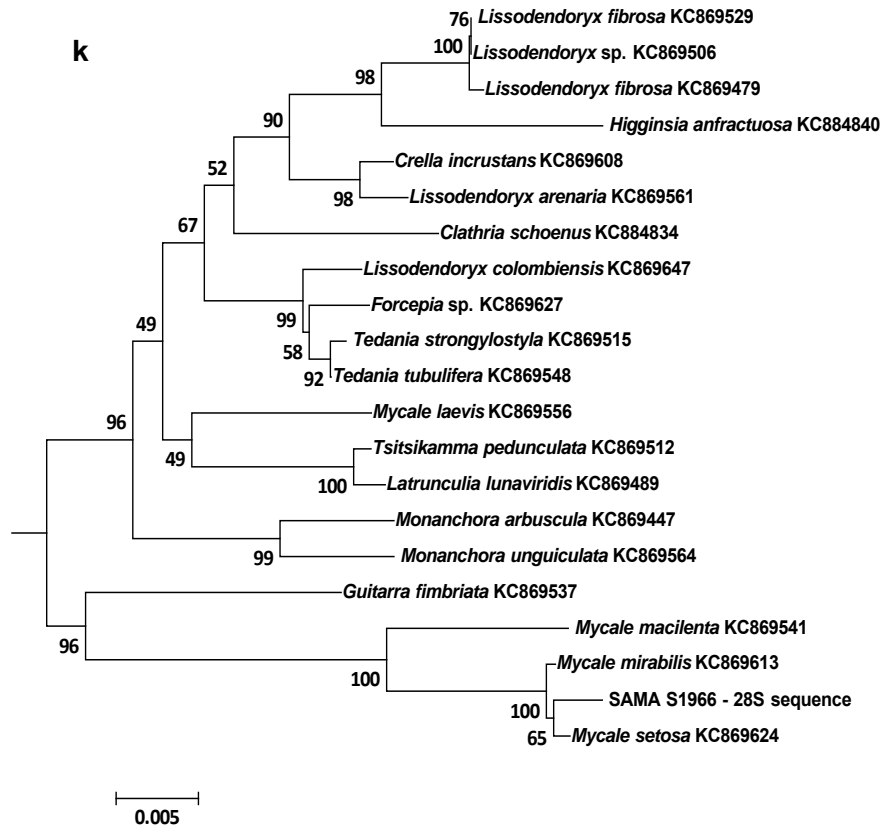 76
Lissodendoryx fibrosa KC869529
k
100
Lissodendoryx sp. KC869506
98
Lissodendoryx fibrosa KC869479
90
Higginsia anfractuosa KC884840
52
Crella incrustans KC869608
98
Lissodendoryx arenaria KC869561
67
Clathria schoenus KC884834
Lissodendoryx colombiensis KC869647
99
Forcepia sp. KC869627
49
58
Tedania strongylostyla KC869515
92
Tedania tubulifera KC869548
96
Mycale laevis KC869556
49
Tsitsikamma pedunculata KC869512
100
Latrunculia lunaviridis KC869489
Monanchora arbuscula KC869447
99
Monanchora unguiculata KC869564
Guitarra fimbriata KC869537
96
Mycale macilenta KC869541
100
Mycale mirabilis KC869613
100
SAMA S1966 - 28S sequence
65
Mycale setosa KC869624
0.005